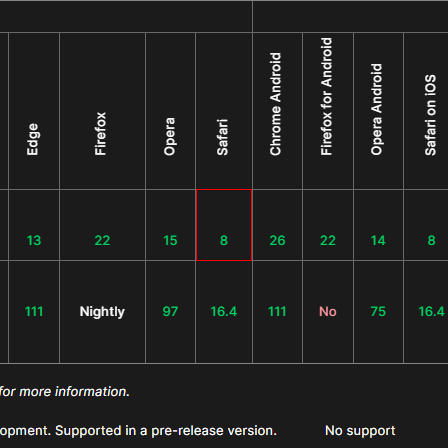 Edge Firefox Opera Safari Chrome Android Firefox for Android Opera Android Safari on iOS
13 22 15 8 26 22 14 8
111 Nightly 97 16.4 111 No 75 16.4
for more information.
opment. Supported in a pre-release version. No support